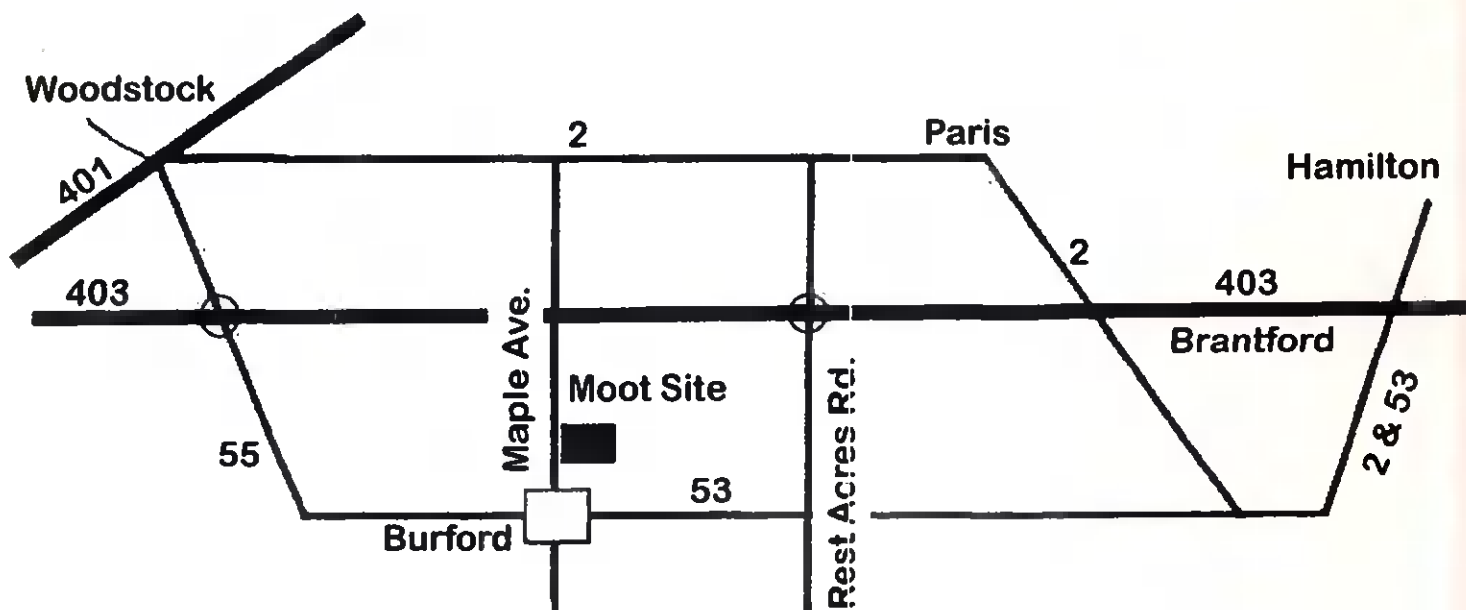 Woodstock
401
2
Paris
Hamilton
403
Maple Ave.
2
403
Brantford
Moot Site
Rest Acres Rd.
2 & 53
55
53
Burford